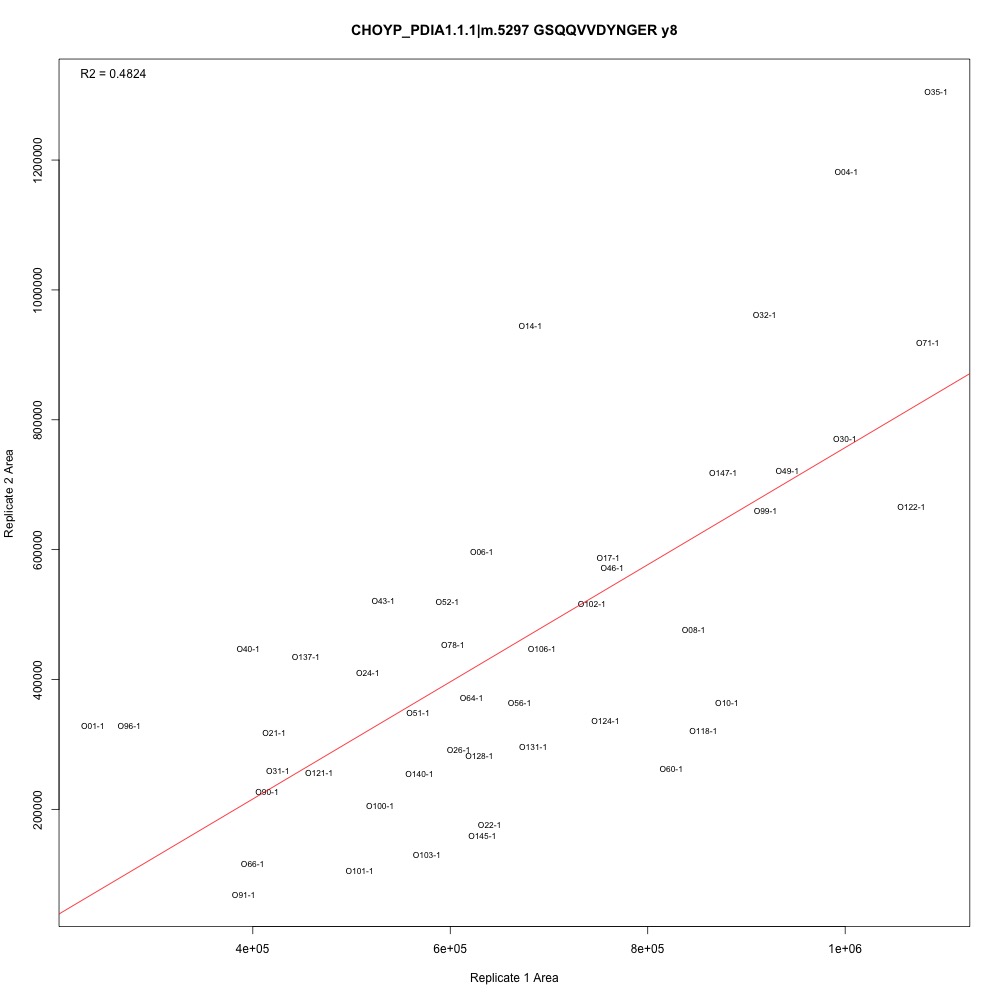 CHOYP_PDIA1.1.1|m.5297 GSQQVVDYNGER y8
R2 = 0.4824
O35-1
O04-1
O32-1
O14-1
O71-1
O30-1
O49-1
O147-1
O122-1
O99-1
O06-1
O17-1
O46-1
O43-1
O52-1
O102-1
O08-1
O78-1
O40-1
O106-1
O137-1
O24-1
O64-1
O56-1
O10-1
O51-1
O124-1
O01-1
O96-1
O21-1
O118-1
O131-1
O26-1
O128-1
O31-1
O121-1
O140-1
O60-1
O90-1
O100-1
O22-1
O145-1
O103-1
O66-1
O101-1
O91-1
1200000
1000000
800000
600000
400000
200000
Replicate 2 Area
4e+05 6e+05 8e+05 1e+06
Replicate 1 Area